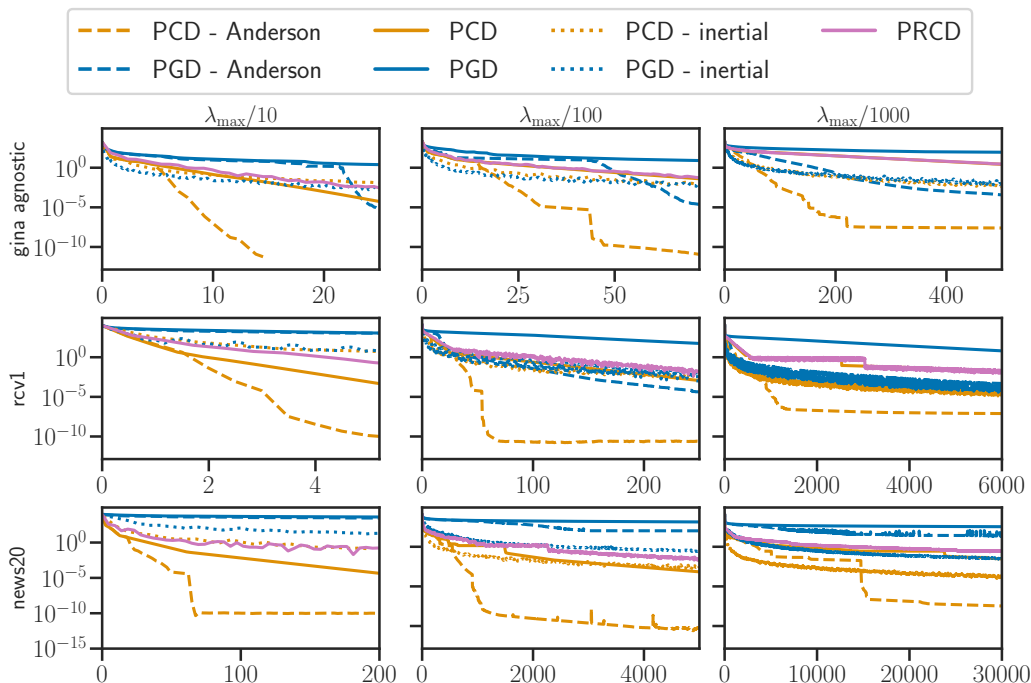 PCD - Anderson PCD PCD - inertial PRCD
PGD - Anderson PGD PGD - inertial
λmax/10 λmax/100 λmax/1000
gina agnostic
10^0
10^-5
10^-10
0 10 20 0 25 50 0 200 400
rcv1
10^0
10^-5
10^-10
0 2 4 0 100 200 0 2000 4000 6000
news20
10^0
10^-5
10^-10
10^-15
0 100 200 0 2000 4000 0 10000 20000 30000